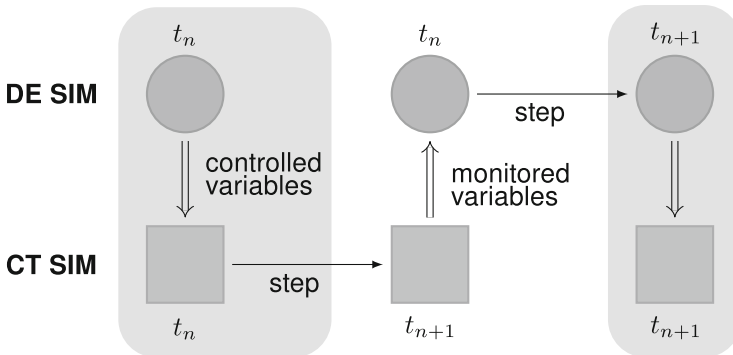 t_n
t_n
t_{n+1}
DE SIM
step
controlled
variables
monitored
variables
CT SIM
step
t_n
t_{n+1}
t_{n+1}